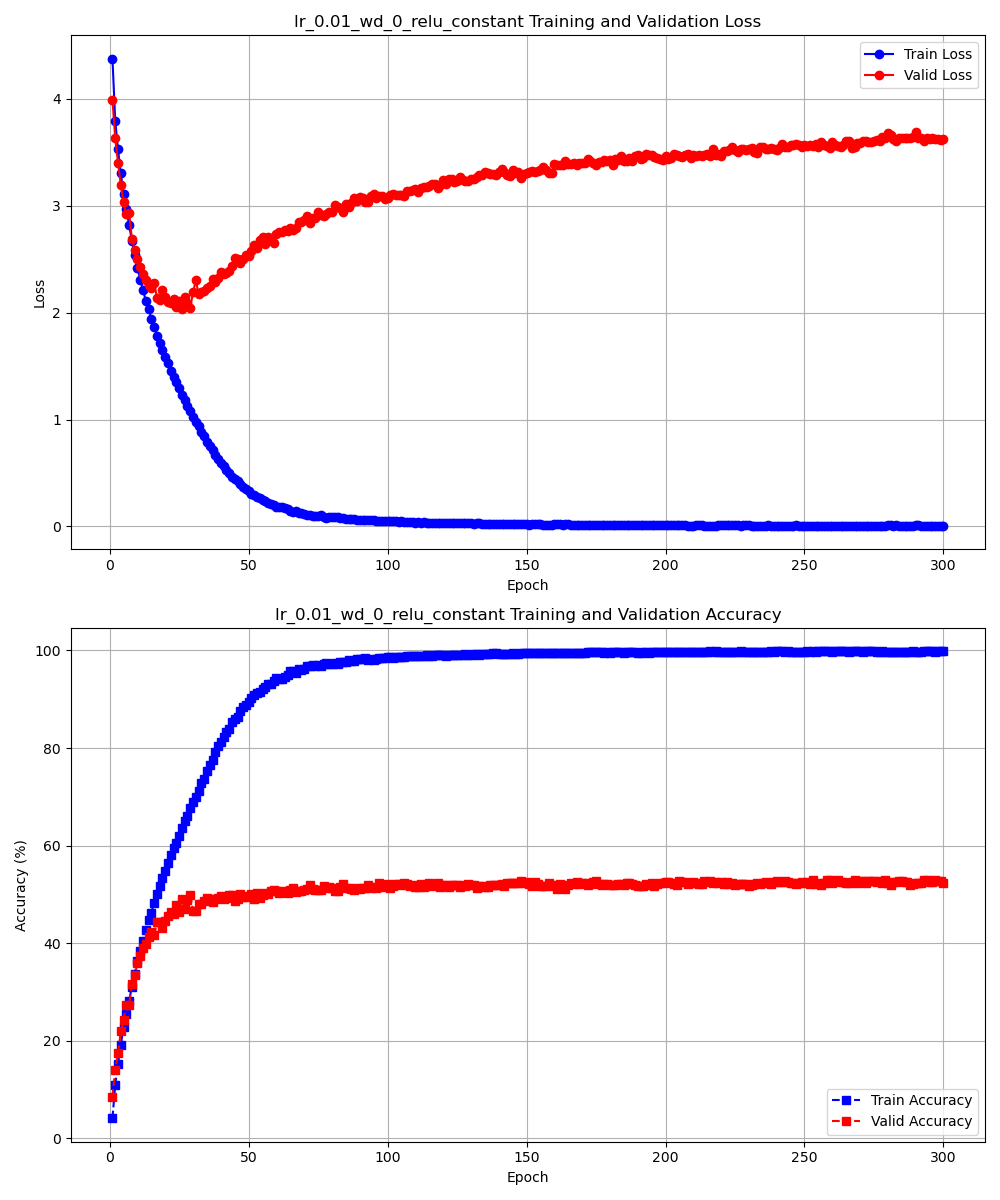 lr_0.01_wd_0_relu_constant Training and Validation Loss
Train Loss
Valid Loss
4
3
2
1
0
Loss
0 50 100 150 200 250 300
Epoch
lr_0.01_wd_0_relu_constant Training and Validation Accuracy
100
80
60
40
20
0
Accuracy (%)
Train Accuracy
Valid Accuracy
0 50 100 150 200 250 300
Epoch